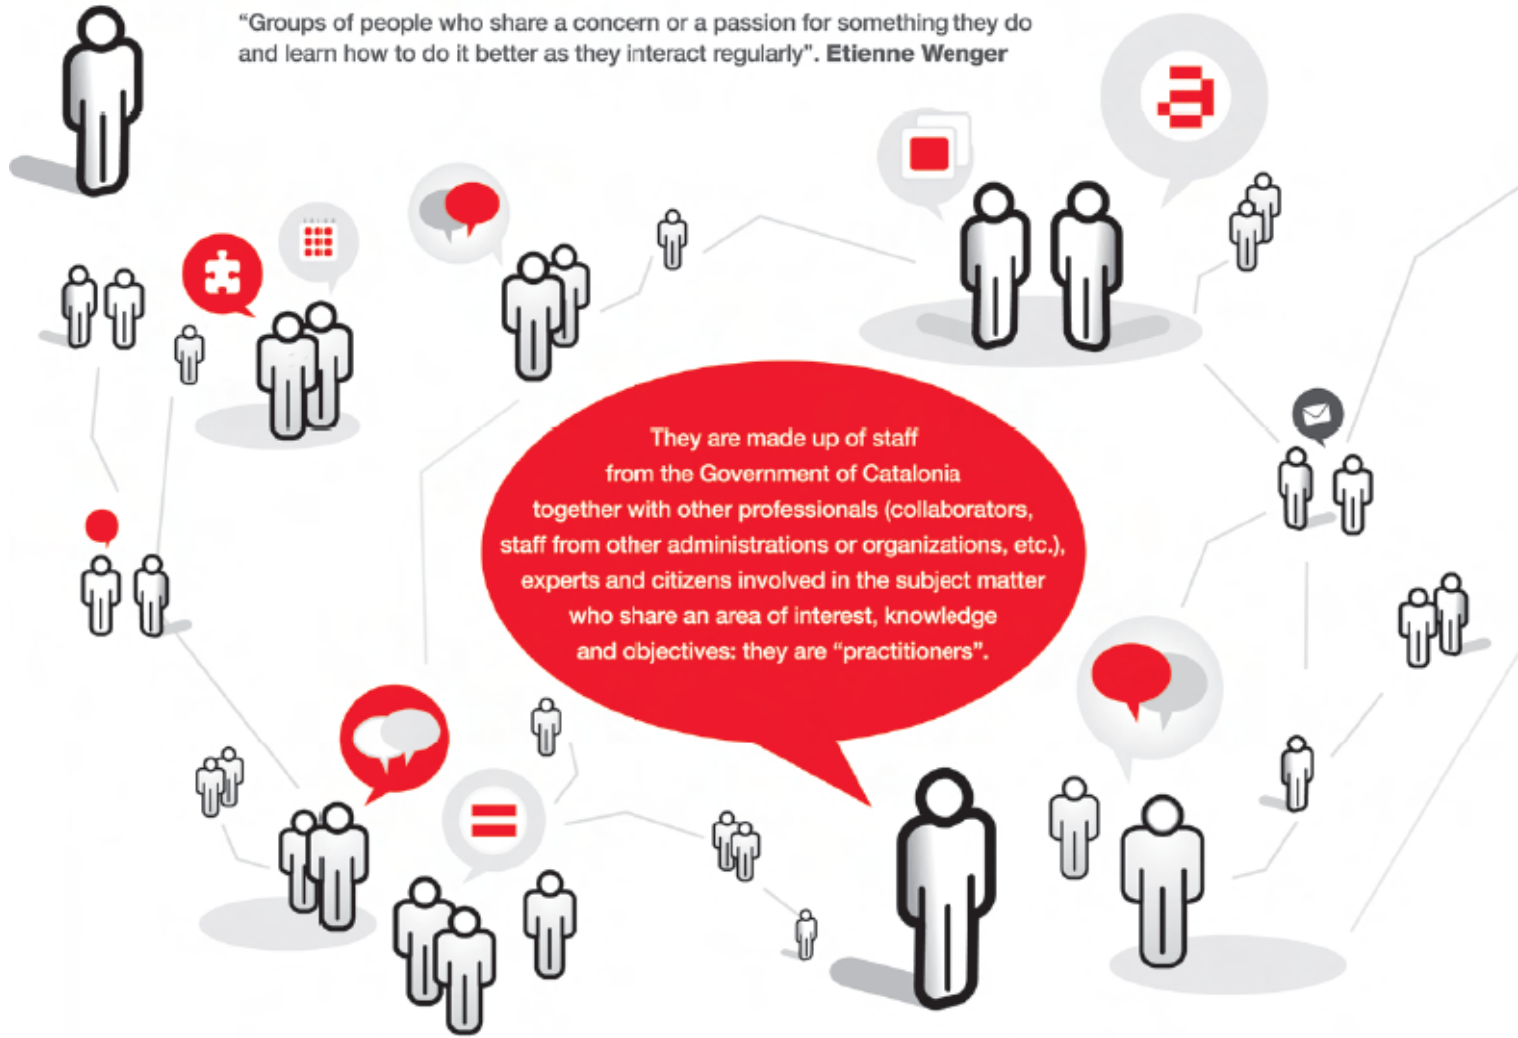 “Groups of people who share a concern or a passion for something they do
and learn how to do it better as they interact regularly”. Etienne Wenger
a
They are made up of staff
from the Government of Catalonia
together with other professionals (collaborators,
staff from other administrations or organizations, etc.),
experts and citizens involved in the subject matter
who share an area of interest, knowledge
and objectives: they are “practitioners”.